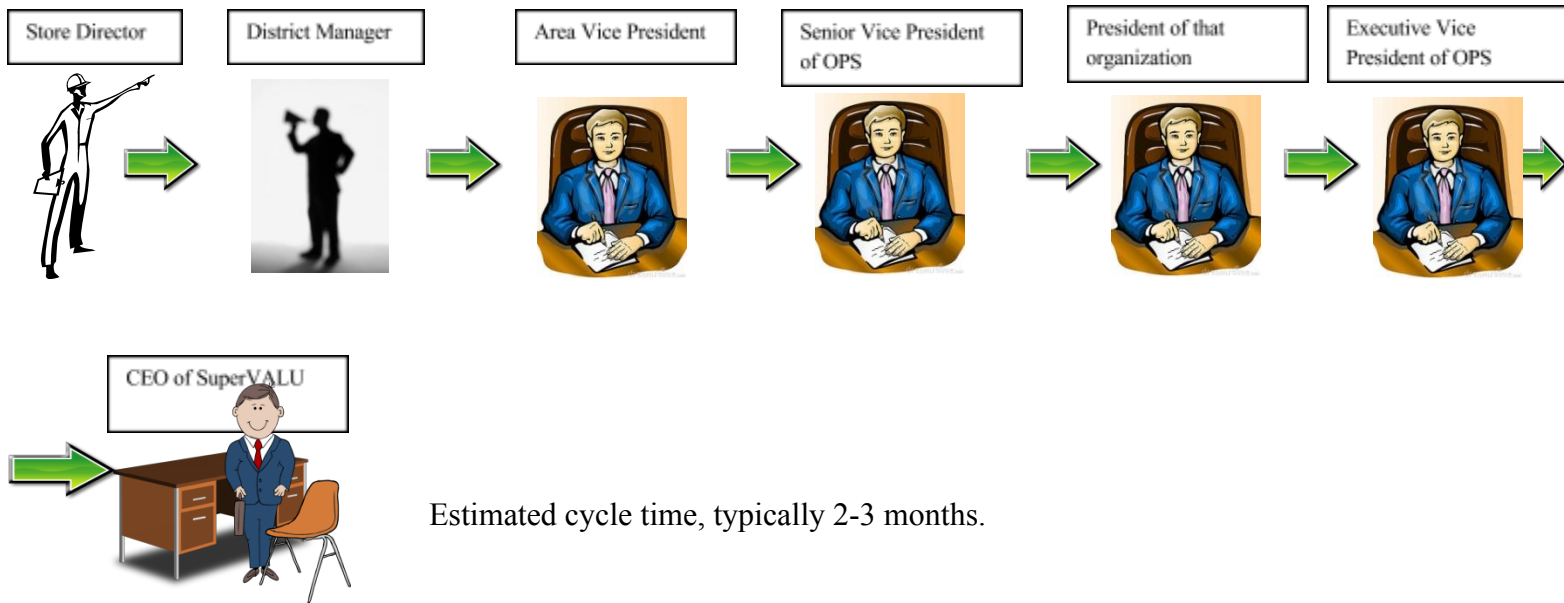 Store Director
District Manager
Area Vice President
Senior Vice President
of OPS
President of that
organization
Executive Vice
President of OPS
CEO of SuperVALU
Estimated cycle time, typically 2-3 months.